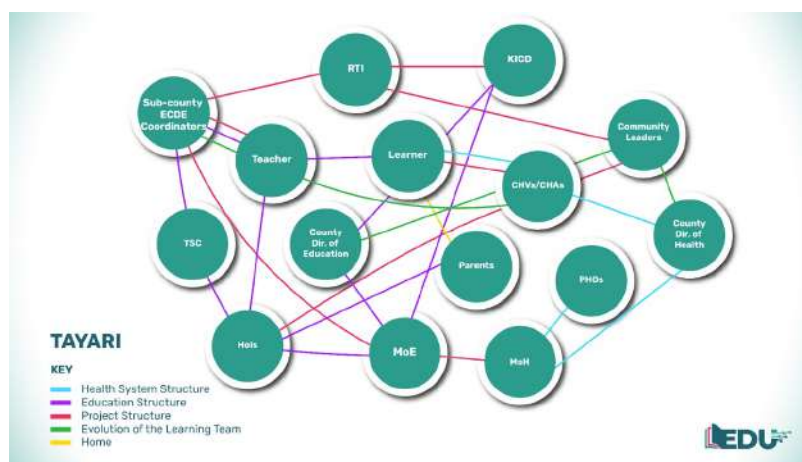 RTI
KICD
Sub-county
ECDE
Coordinators
Community
Leaders
Teacher
Learner
CHVs/CHAs
TSC
County
Dir. of
Education
County
Dir. of
Health
Parents
PHOs
HoIs
MoE
MoH
TAYARI
KEY
Health System Structure
Education Structure
Project Structure
Evolution of the Learning Team
Home
EDU